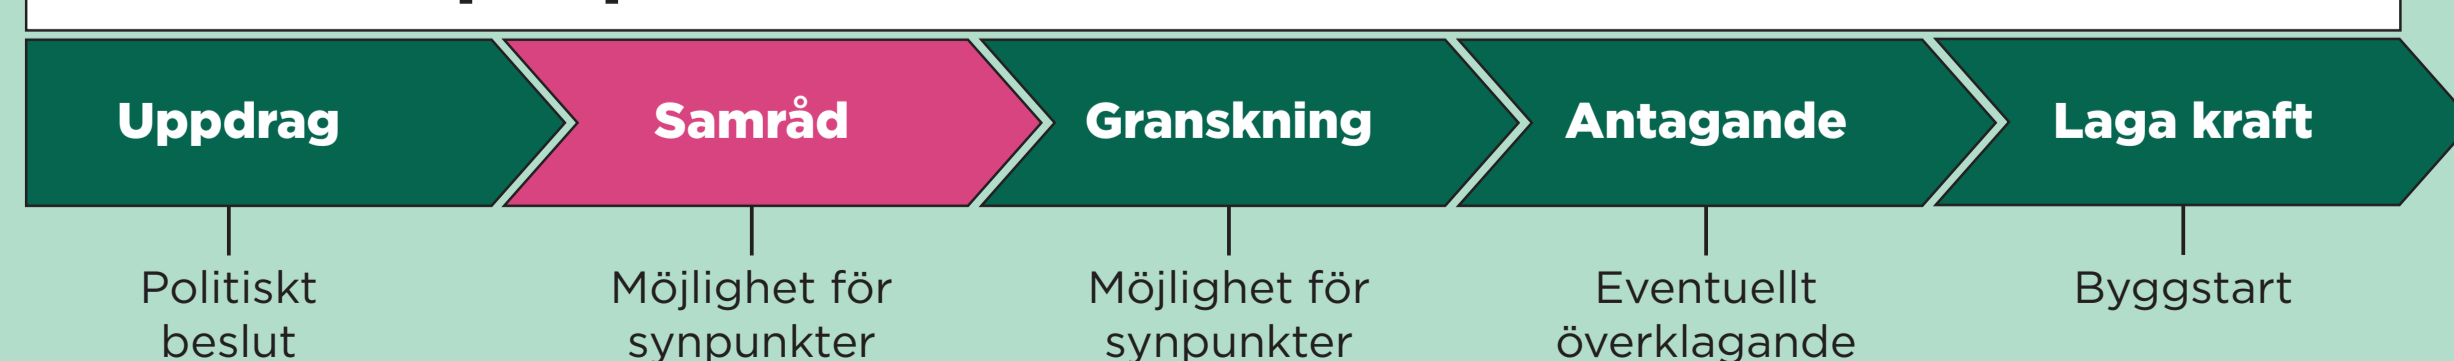 Uppdrag
Samråd
Granskning
Antagande
Laga kraft
Politiskt
beslut
Möjlighet för
synpunkter
Möjlighet för
synpunkter
Eventuellt
överklagande
Byggstart